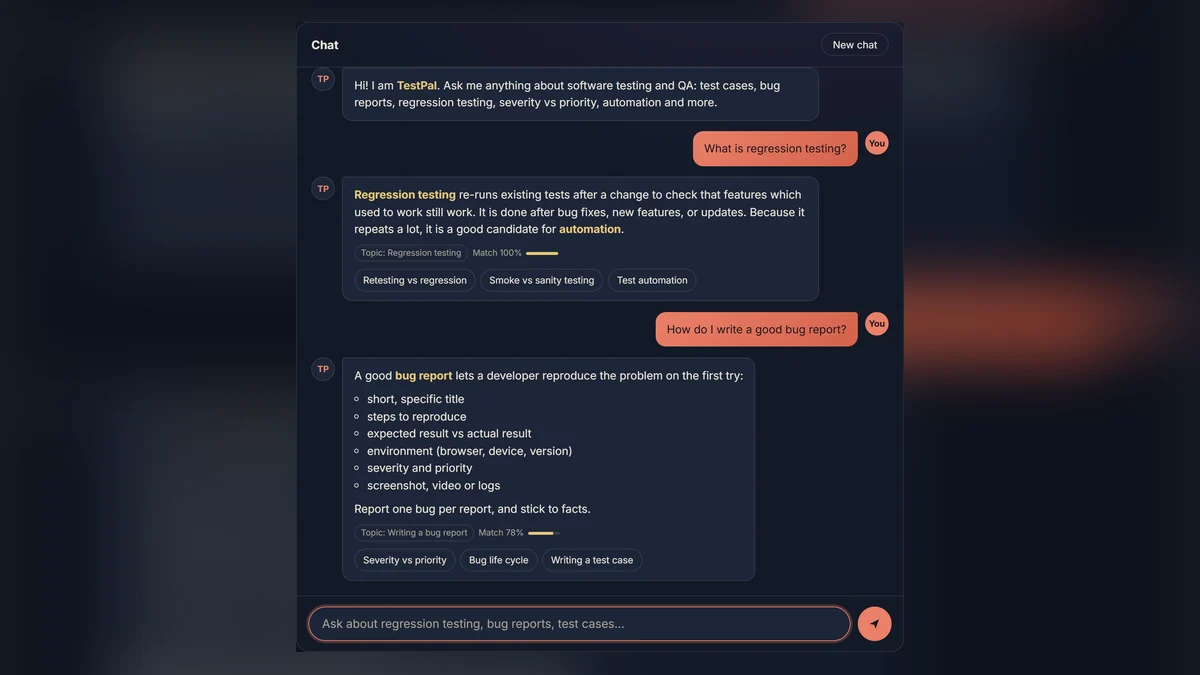 Chat
New chat
TP
Hi! I am TestPal. Ask me anything about software testing and QA: test cases, bug
reports, regression testing, severity vs priority, automation and more.
What is regression testing?
You
TP
Regression testing re-runs existing tests after a change to check that features which
used to work still work. It is done after bug fixes, new features, or updates. Because it
repeats a lot, it is a good candidate for automation.
Topic: Regression testing
Match 100%
Retesting vs regression
Smoke vs sanity testing
Test automation
How do I write a good bug report?
You
TP
A good bug report lets a developer reproduce the problem on the first try:
short, specific title
steps to reproduce
expected result vs actual result
environment (browser, device, version)
severity and priority
screenshot, video or logs
Report one bug per report, and stick to facts.
Topic: Writing a bug report
Match 78%
Severity vs priority
Bug life cycle
Writing a test case
Ask about regression testing, bug reports, test cases...